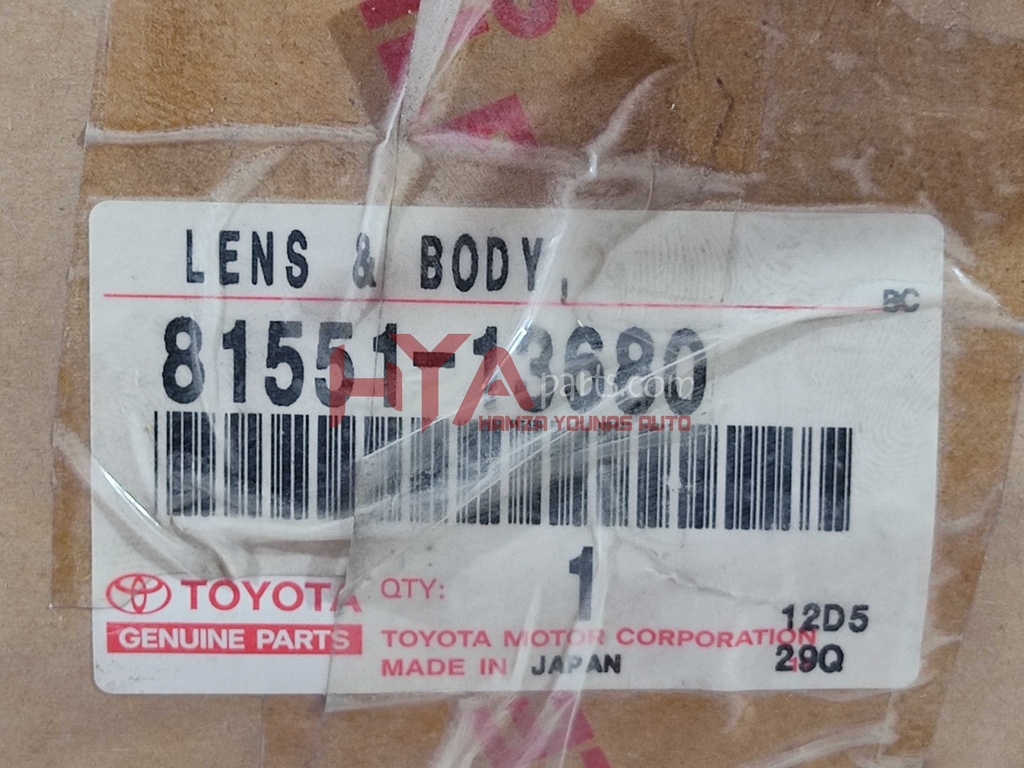 LENS & BODY,
BC
81551-13680
HYAparts.com
HAMZA YOUNAS AUTO
1
QTY:
TOYOTA
GENUINE PARTS
12D5
TOYOTA MOTOR CORPORATION
MADE IN JAPAN
29Q